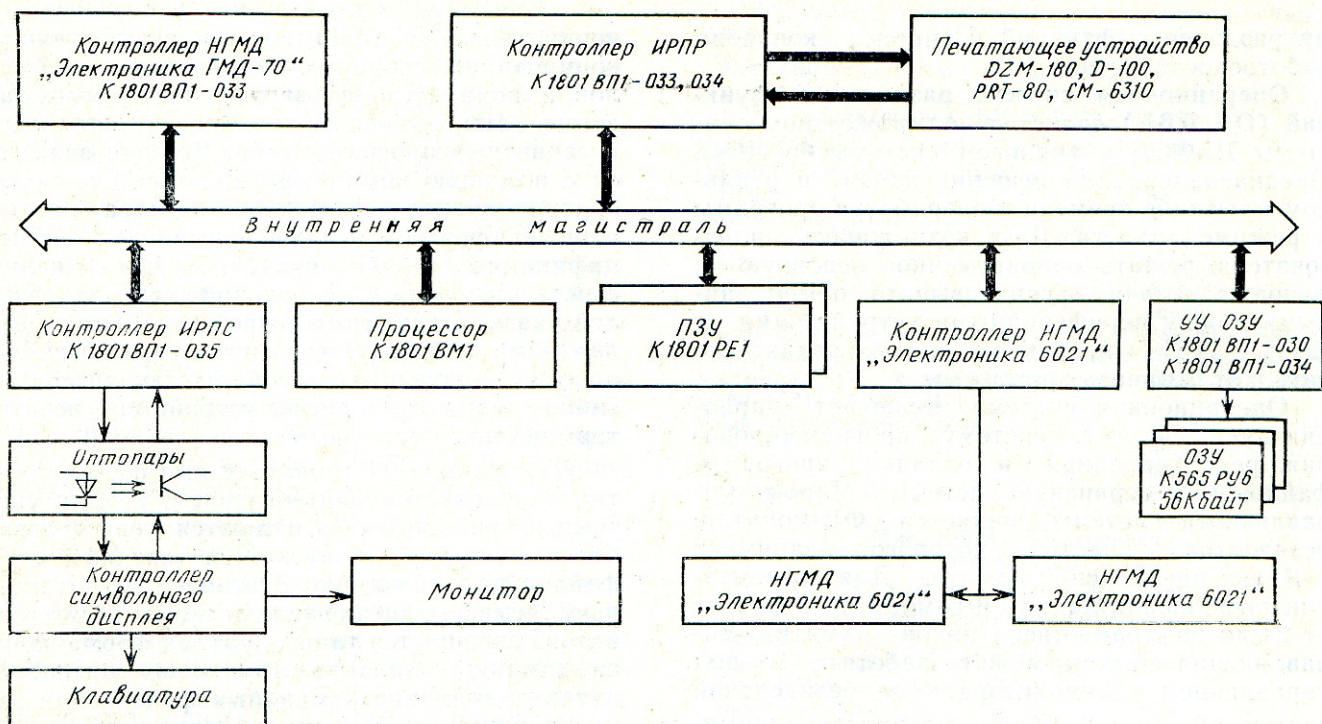 Контроллер НГМД
„Электроника ГМД-70“
К1801ВП1-033
Контроллер ИРПР
К1801ВП1-033,-034
Печатающее устройство
DZM-180, D-100,
PRT-80, СМ-6310
Внутренняя магистраль
Контроллер ИРПС
К1801ВП1-035
Процессор
К1801ВМ1
ПЗУ
К1801РЕ1
Контроллер НГМД
„Электроника 6021“
УУ ОЗУ
К1801ВП1-030
К1801ВП1-034
Оптопары
ОЗУ
К565РУ6
56Кбайт
Контроллер
символьного
дисплея
Монитор
НГМД
„Электроника 6021“
НГМД
„Электроника 6021“
Клавиатура